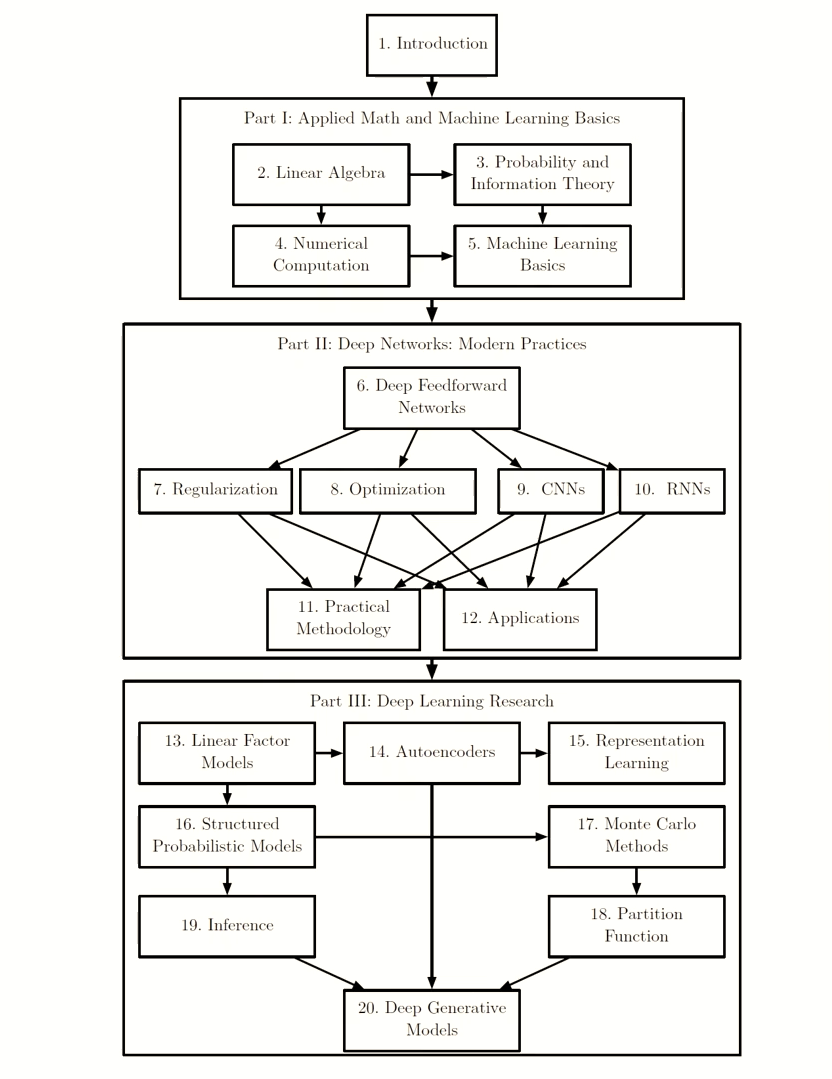 1. Introduction
Part I: Applied Math and Machine Learning Basics
2. Linear Algebra
3. Probability and
Information Theory
4. Numerical
Computation
5. Machine Learning
Basics
Part II: Deep Networks: Modern Practices
6. Deep Feedforward
Networks
7. Regularization
8. Optimization
9. CNNs
10. RNNs
11. Practical
Methodology
12. Applications
Part III: Deep Learning Research
13. Linear Factor
Models
14. Autoencoders
15. Representation
Learning
16. Structured
Probabilistic Models
17. Monte Carlo
Methods
19. Inference
18. Partition
Function
20. Deep Generative
Models